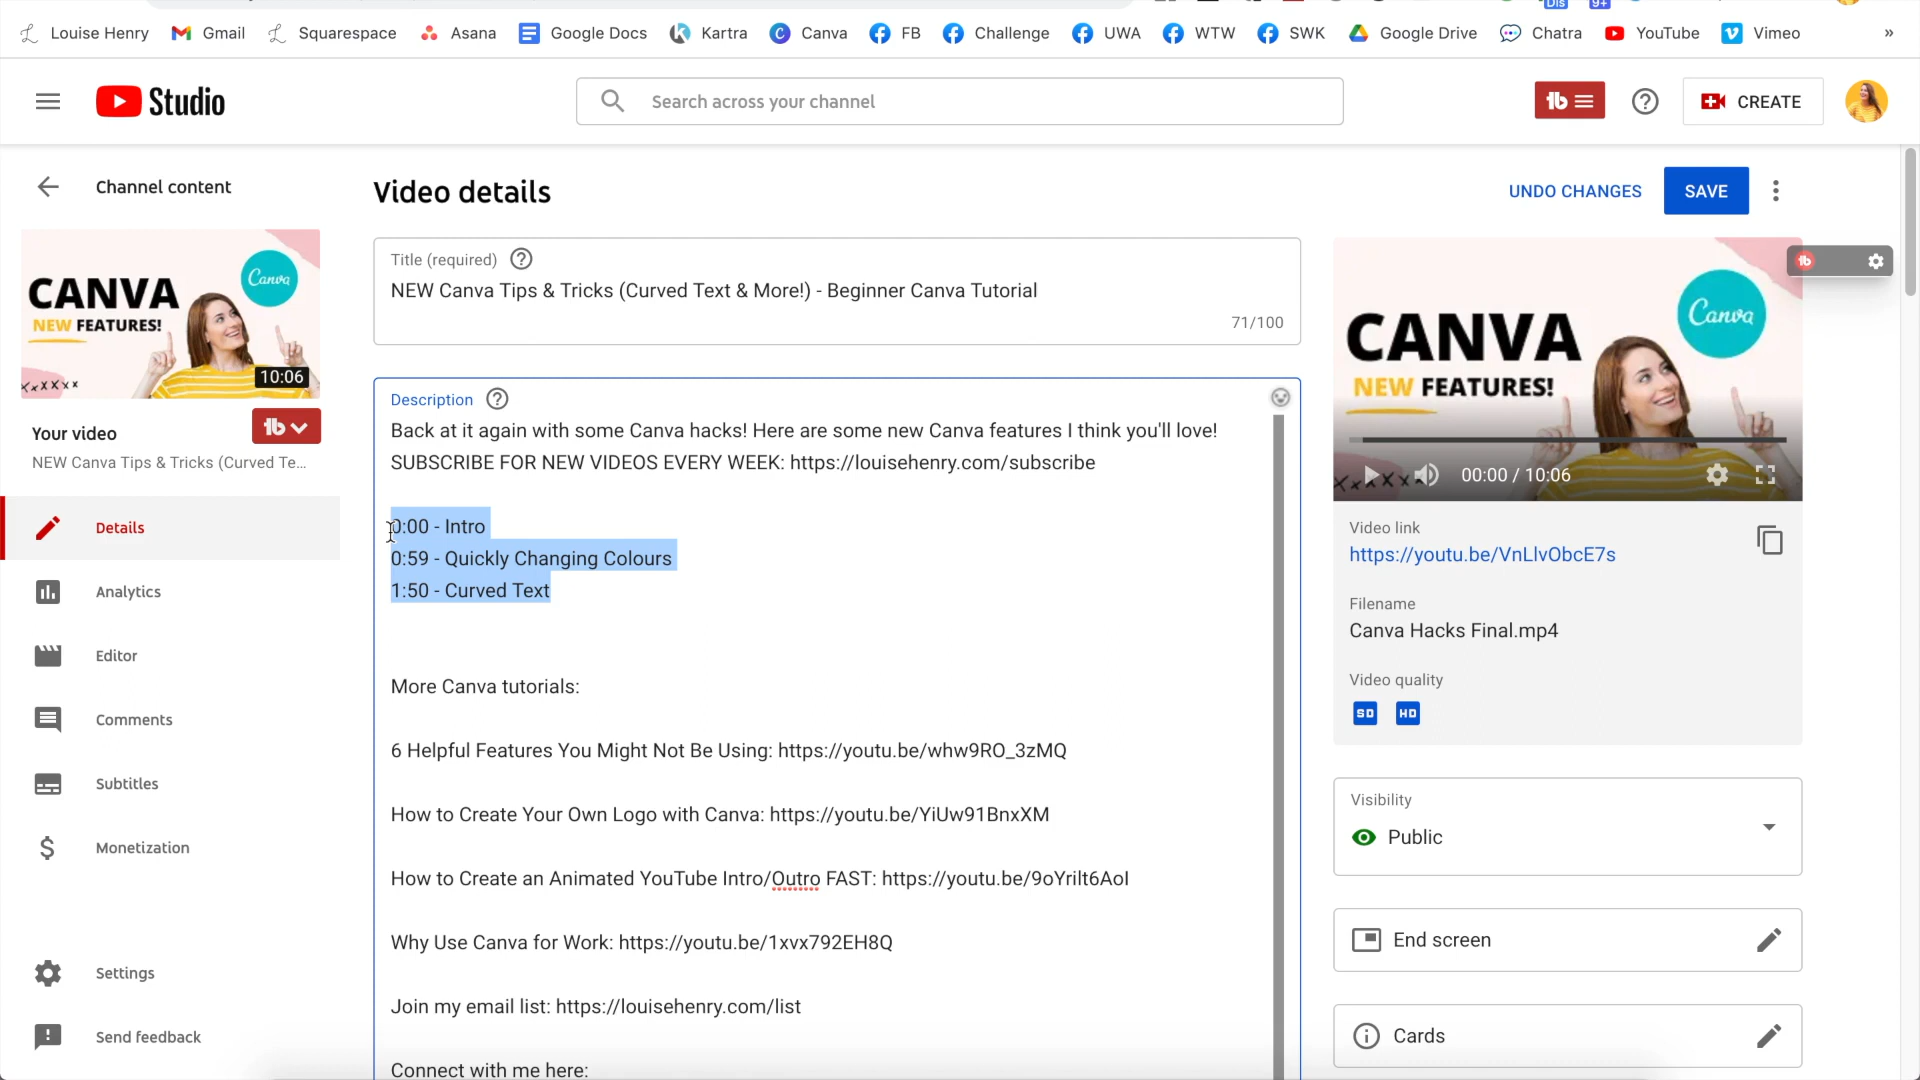 Louise Henry
Gmail
Squarespace
Asana
Google Docs
Kartra
Canva
FB
Challenge
UWA
WTW
SWK
Google Drive
Chatra
YouTube
Vimeo
»
Dis
9+
Studio
Search across your channel
tb
CREATE
Channel content
Video details
UNDO CHANGES
SAVE
CANVA
NEW FEATURES!
Canva
10:06
Your video
tb
NEW Canva Tips & Tricks (Curved Te...
Details
Analytics
Editor
Comments
Subtitles
Monetization
Settings
Send feedback
Title (required)
NEW Canva Tips & Tricks (Curved Text & More!) - Beginner Canva Tutorial
71/100
Description
Back at it again with some Canva hacks! Here are some new Canva features I think you'll love!
SUBSCRIBE FOR NEW VIDEOS EVERY WEEK: https://louisehenry.com/subscribe
0:00 - Intro
0:59 - Quickly Changing Colours
1:50 - Curved Text
More Canva tutorials:
6 Helpful Features You Might Not Be Using: https://youtu.be/whw9RO_3zMQ
How to Create Your Own Logo with Canva: https://youtu.be/YiUw91BnxXM
How to Create an Animated YouTube Intro/Outro FAST: https://youtu.be/9oYrilt6AoI
Why Use Canva for Work: https://youtu.be/1xvx792EH8Q
Join my email list: https://louisehenry.com/list
Connect with me here:
tb
CANVA
NEW FEATURES!
Canva
00:00 / 10:06
Video link
https://youtu.be/VnLlvObcE7s
Filename
Canva Hacks Final.mp4
Video quality
SD
HD
Visibility
Public
End screen
Cards